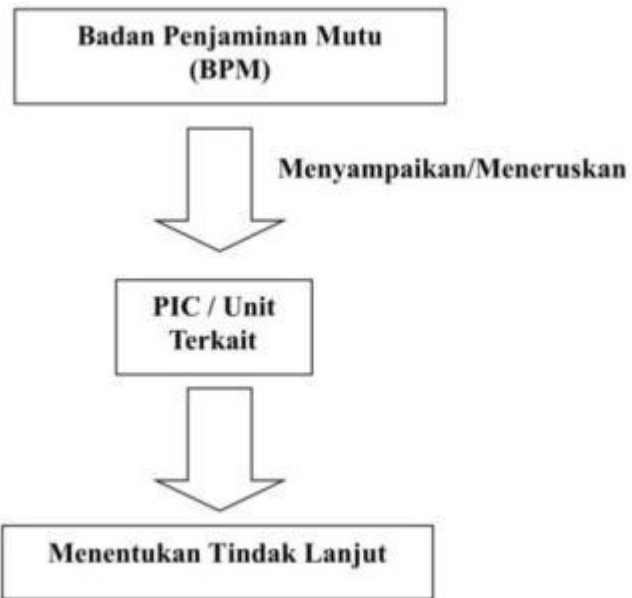 Badan Penjaminan Mutu
(BPM)
Menyampaikan/Meneruskan
PIC / Unit
Terkait
Menentukan Tindak Lanjut